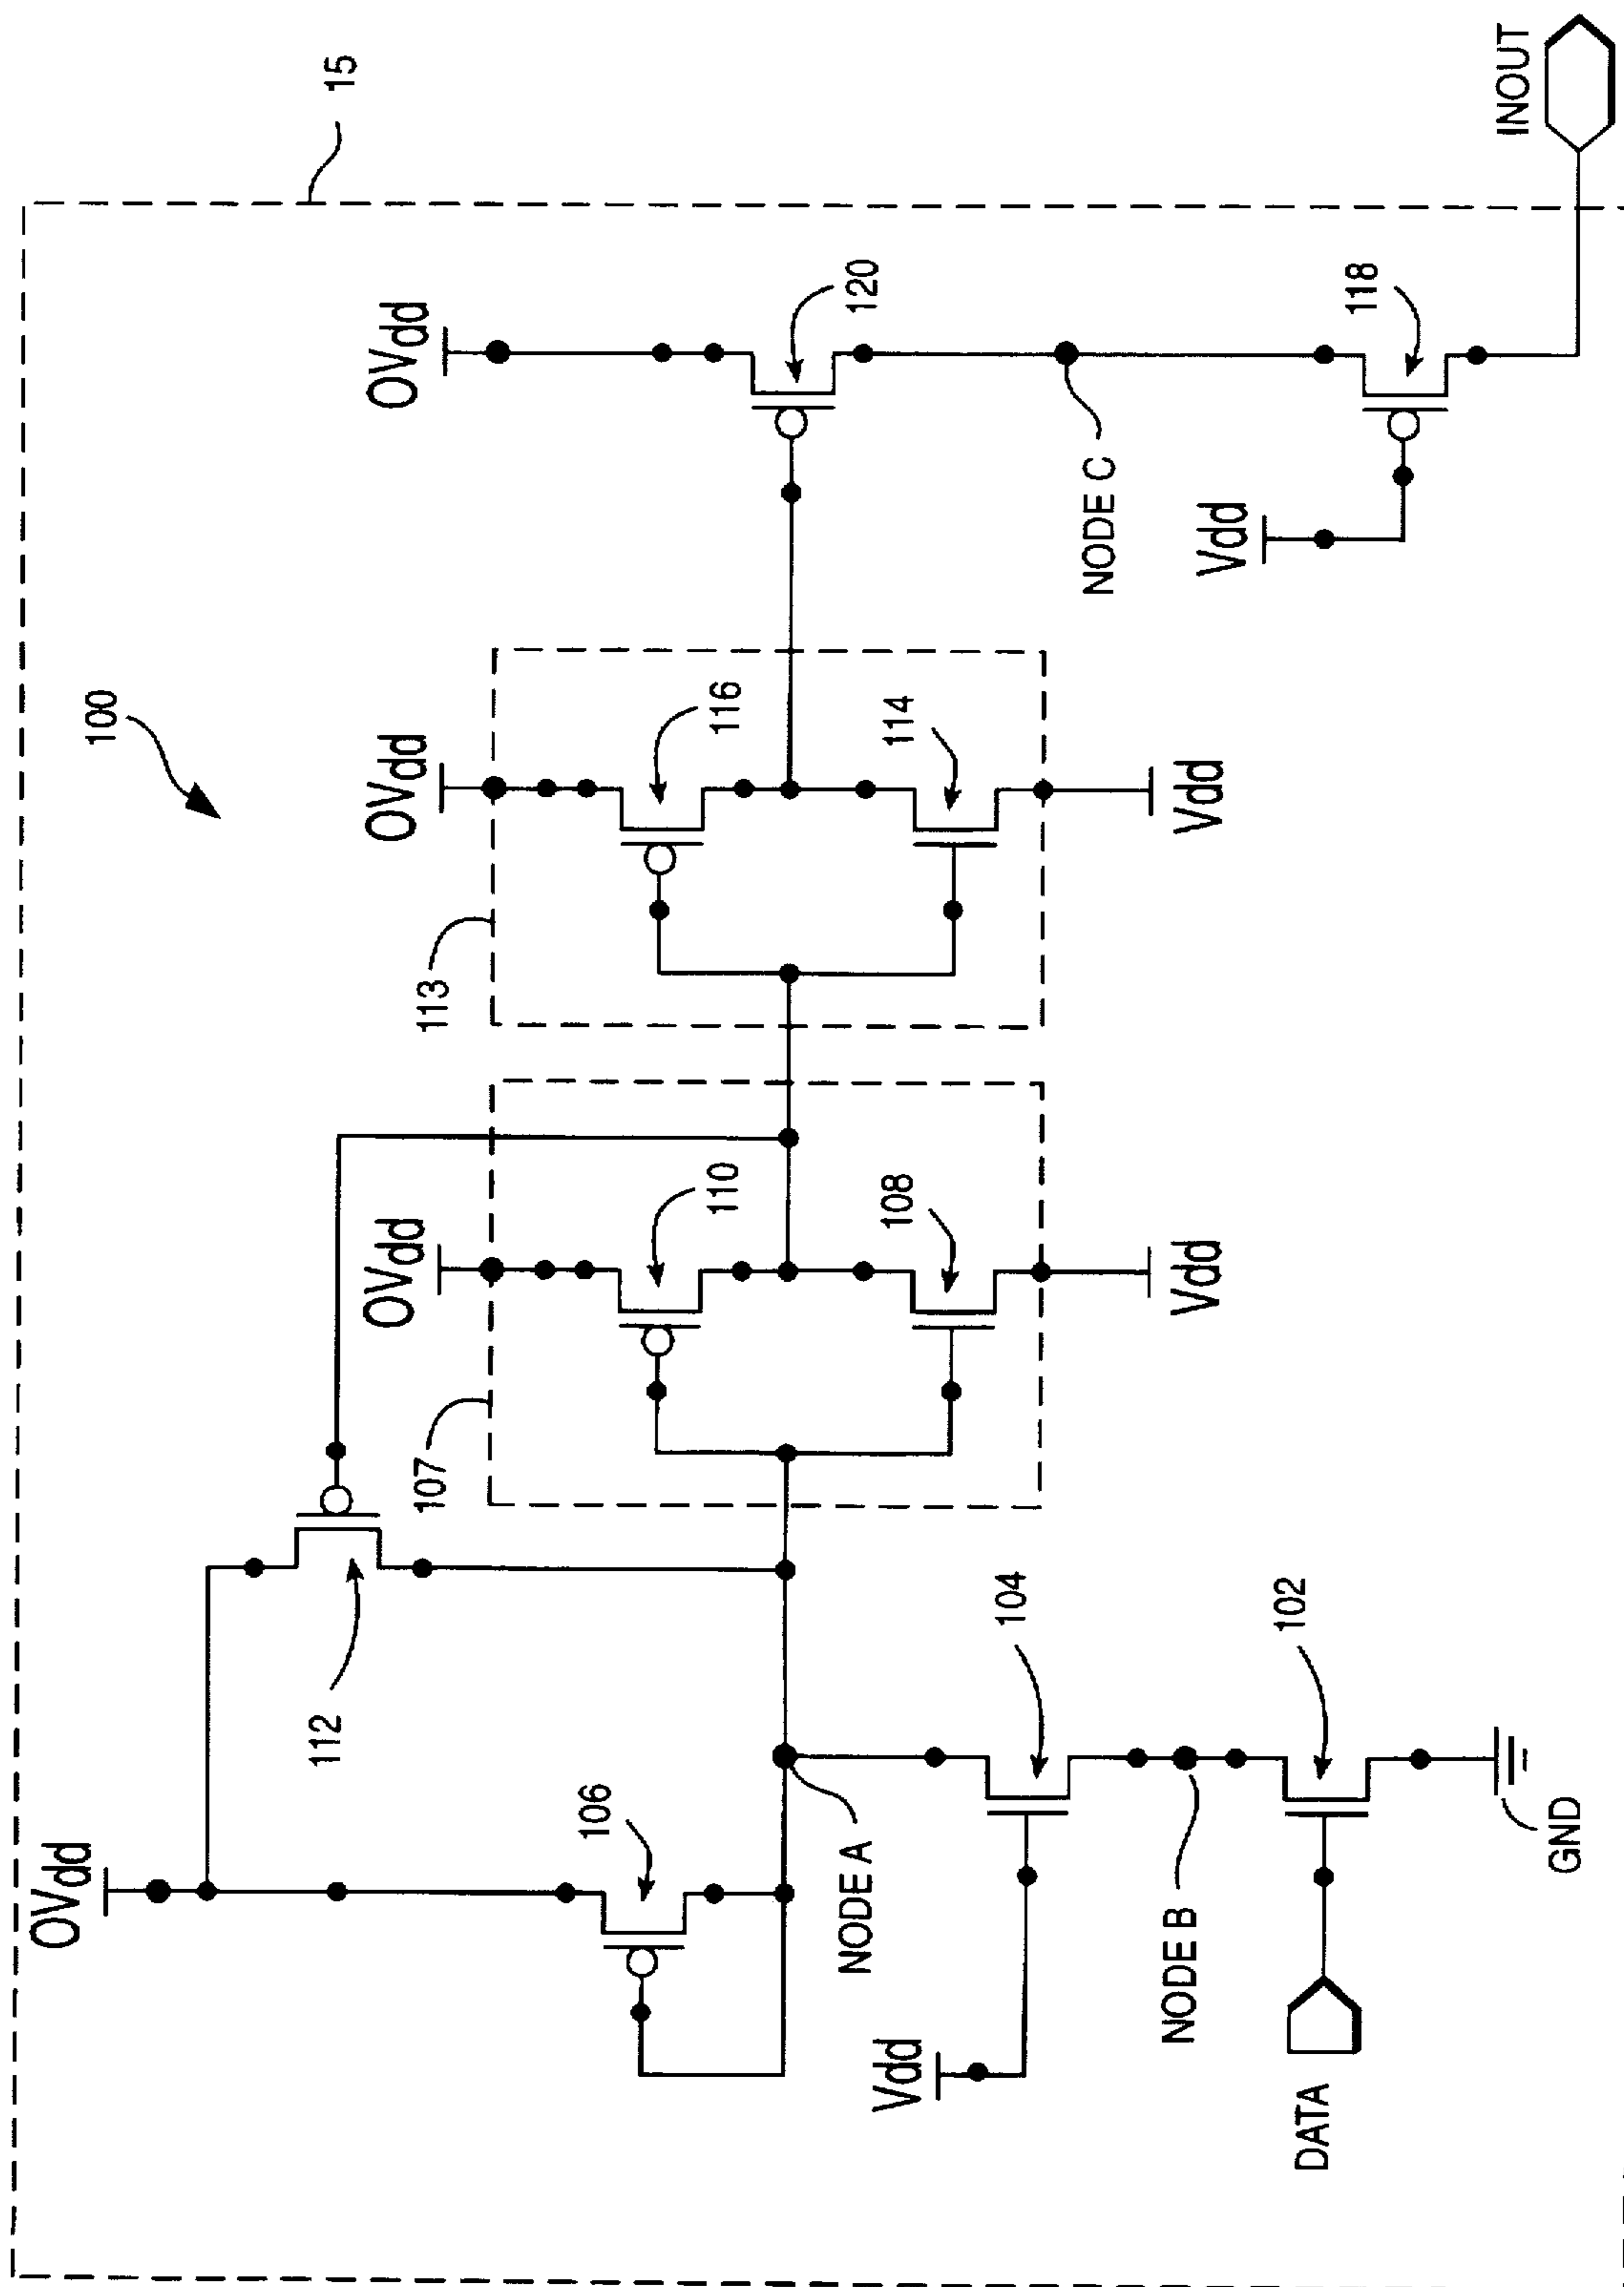 100
15
OVdd
106
112
NODE A
Vdd
104
NODE B
DATA
102
GND
107
OVdd
110
108
Vdd
113
OVdd
116
114
Vdd
OVdd
120
NODE C
Vdd
118
INOUT